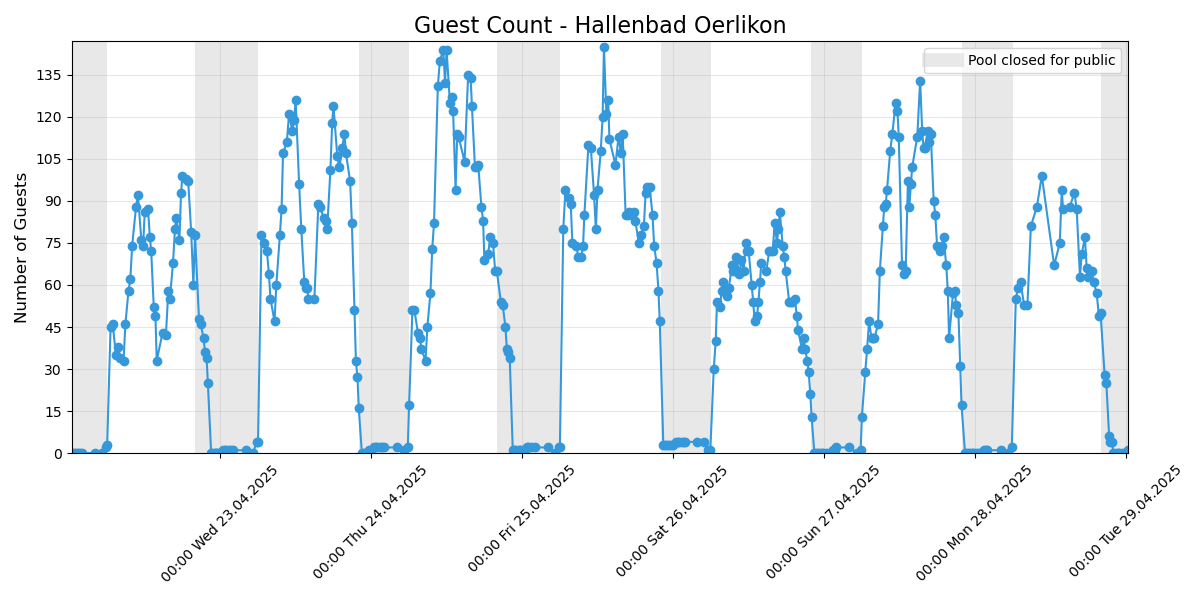 Guest Count - Hallenbad Oerlikon
Pool closed for public
Number of Guests
135
120
105
90
75
60
45
30
15
0
00:00 Wed 23.04.2025
00:00 Thu 24.04.2025
00:00 Fri 25.04.2025
00:00 Sat 26.04.2025
00:00 Sun 27.04.2025
00:00 Mon 28.04.2025
00:00 Tue 29.04.2025